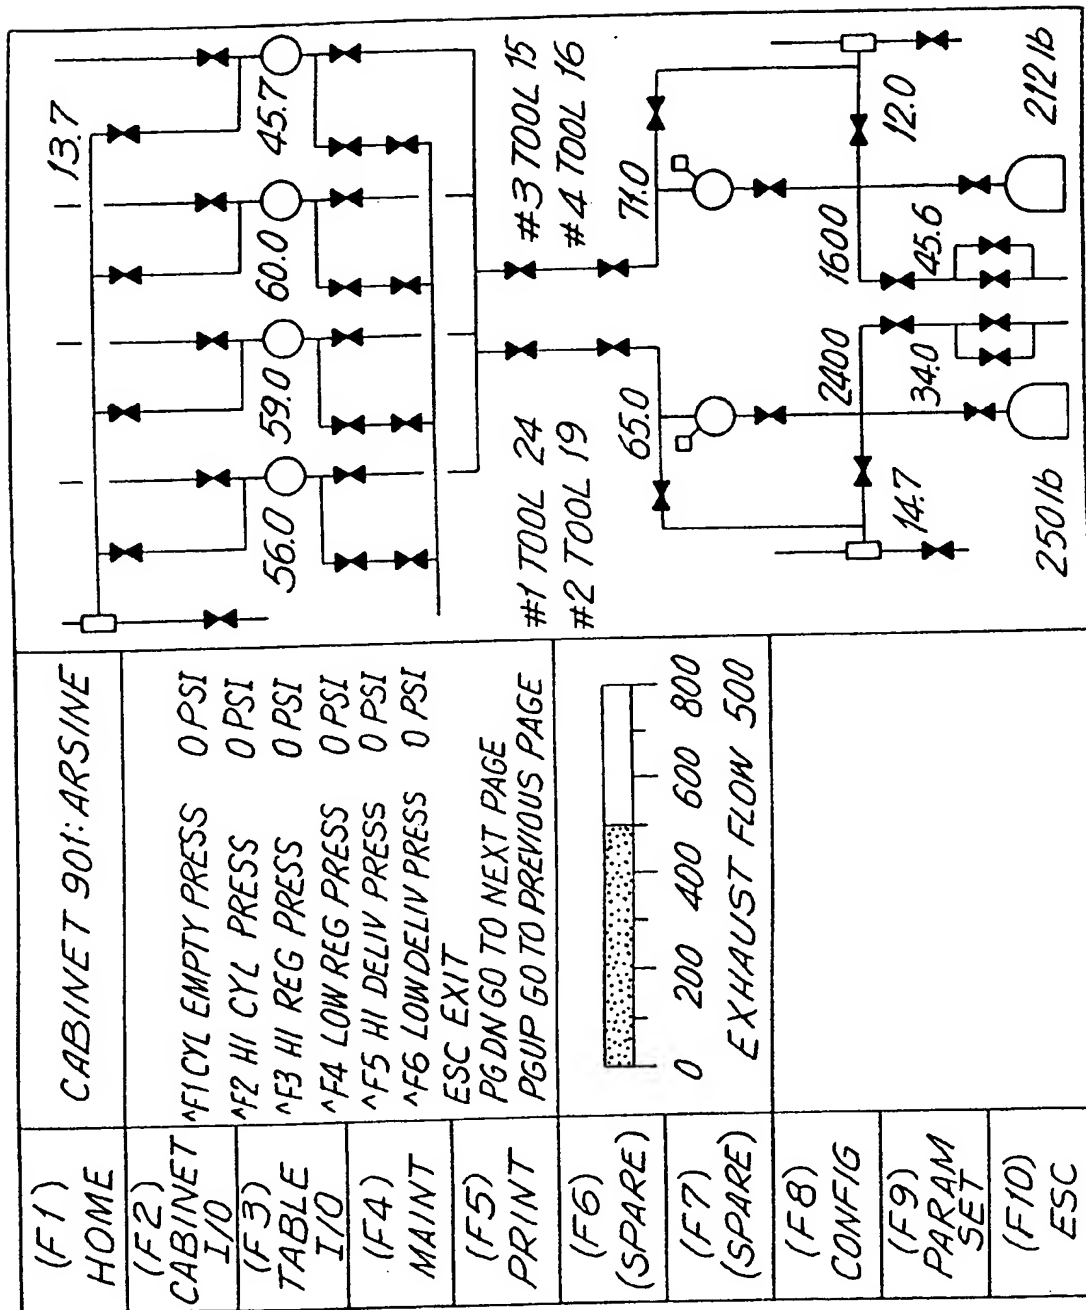 (F1)
HOME
(F2)
CABINET
I/O
(F3)
TABLE
I/O
(F4)
MAINT
(F5)
PRINT
(F6)
(SPARE)
(F7)
(SPARE)
(F8)
CONFIG
(F9)
PARAM
SET
(F10)
ESC
CABINET 901: ARSINE
^F1 CYL EMPTY PRESS 0 PSI
^F2 HI CYL PRESS 0 PSI
^F3 HI REG PRESS 0 PSI
^F4 LOW REG PRESS 0 PSI
^F5 HI DELIV PRESS 0 PSI
^F6 LOW DELIV PRESS 0 PSI
ESC EXIT
PGDN GO TO NEXT PAGE
PGUP GO TO PREVIOUS PAGE
0 200 400 600 800
EXHAUST FLOW 500
13.7
56.0 59.0 60.0 45.7
#1 TOOL 24 #3 TOOL 15
#2 TOOL 19 #4 TOOL 16
65.0 71.0
2400 1600
14.7 34.0 45.6 12.0
250 lb 212 lb